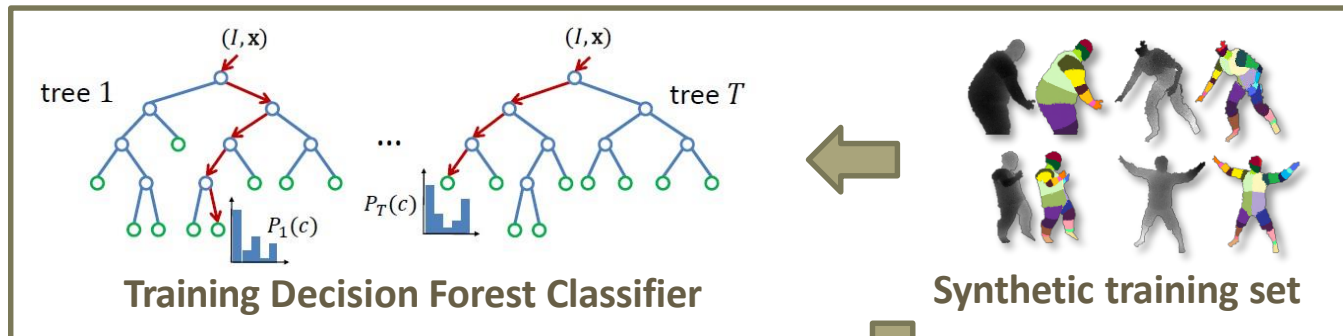 (I, x)
(I, x)
tree 1
tree T
...
P_T(c)
P_1(c)
Training Decision Forest Classifier
Synthetic training set